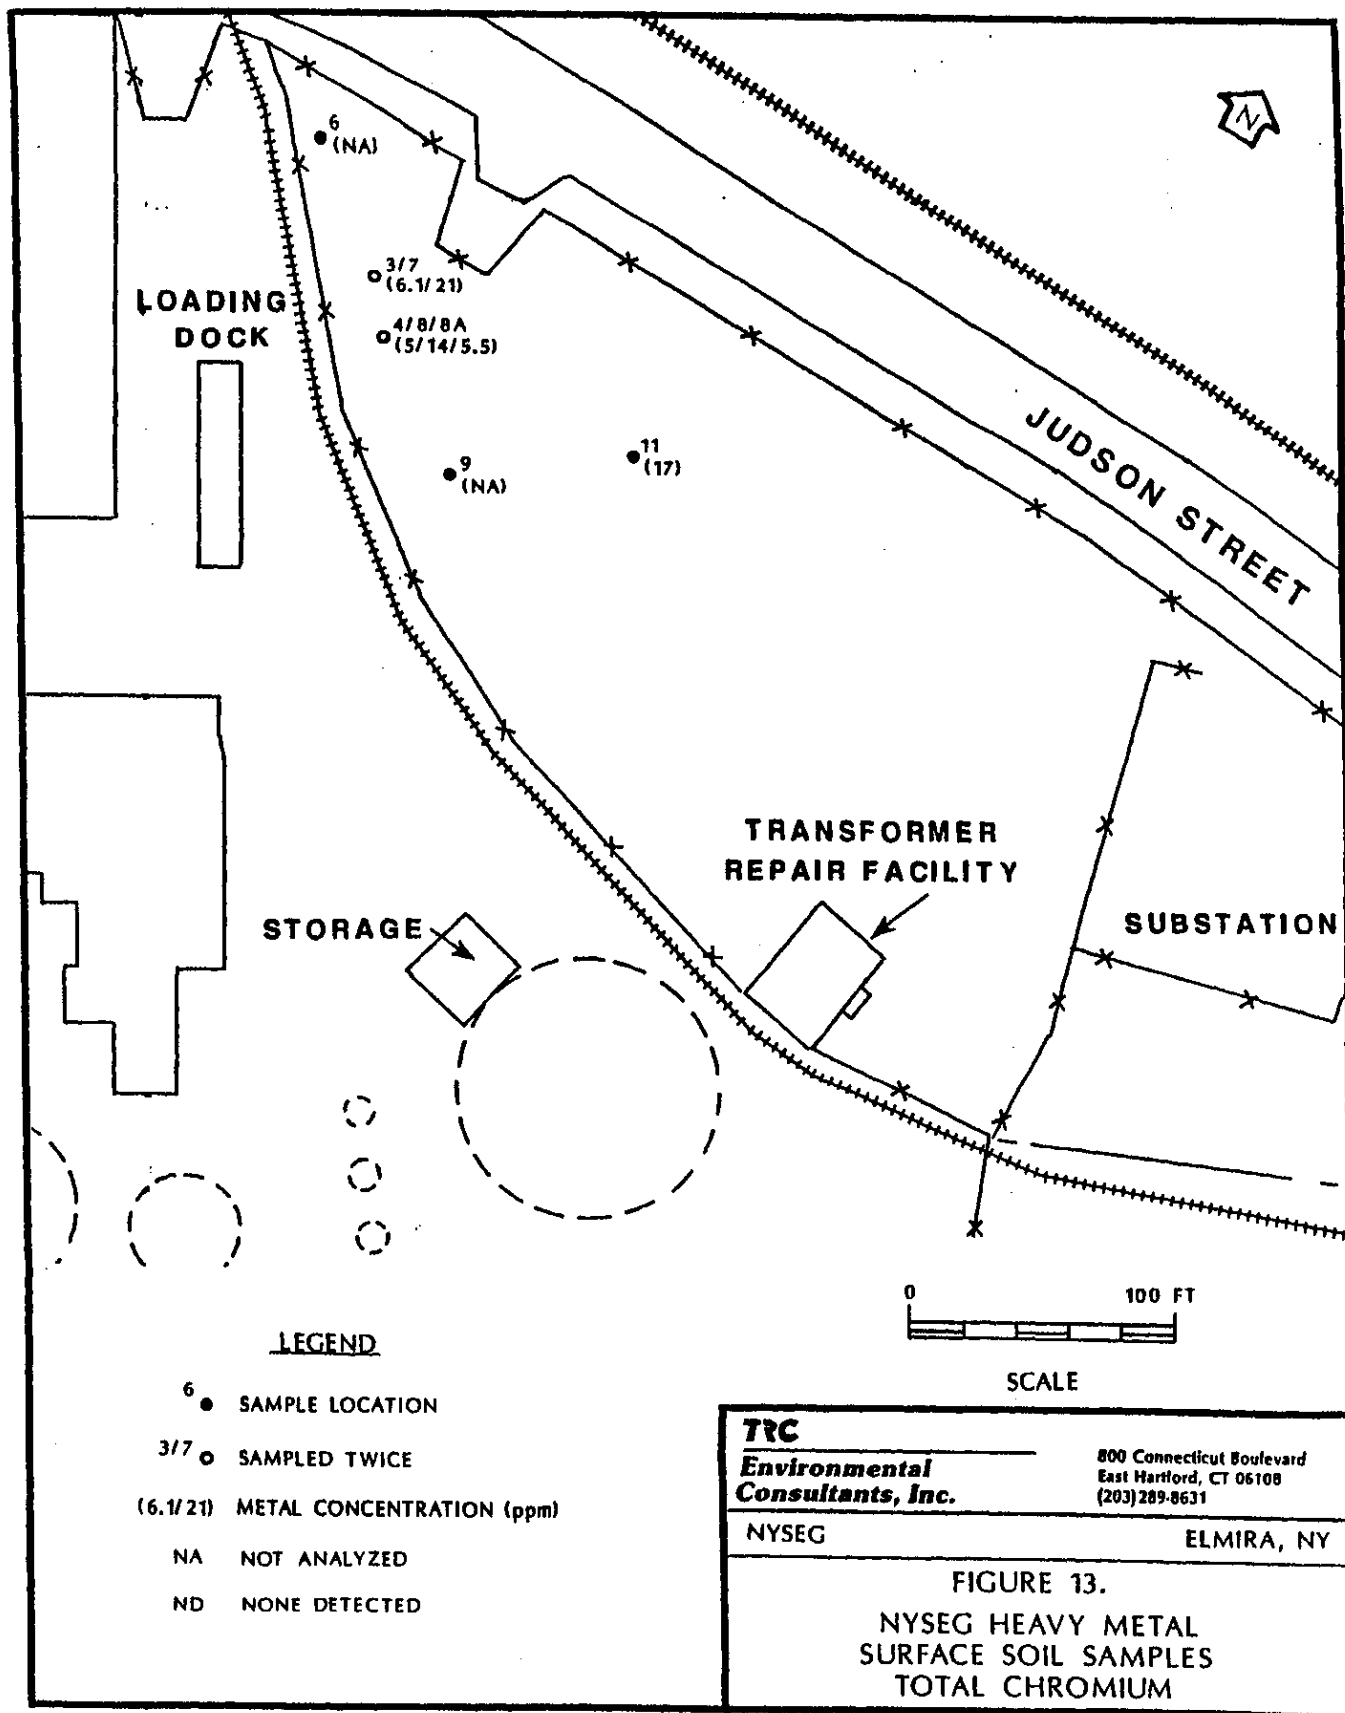 N
6
(NA)
3/7
(6.1/21)
LOADING
DOCK
4/8/8A
(5/14/5.5)
11
(17)
9
(NA)
JUDSON STREET
TRANSFORMER
REPAIR FACILITY
STORAGE
SUBSTATION
0 100 FT
SCALE
LEGEND
6 SAMPLE LOCATION
3/7 SAMPLED TWICE
(6.1/21) METAL CONCENTRATION (ppm)
NA NOT ANALYZED
ND NONE DETECTED
TRC
Environmental
Consultants, Inc.
800 Connecticut Boulevard
East Hartford, CT 06108
(203)289-8631
NYSEG ELMIRA, NY
FIGURE 13.
NYSEG HEAVY METAL
SURFACE SOIL SAMPLES
TOTAL CHROMIUM